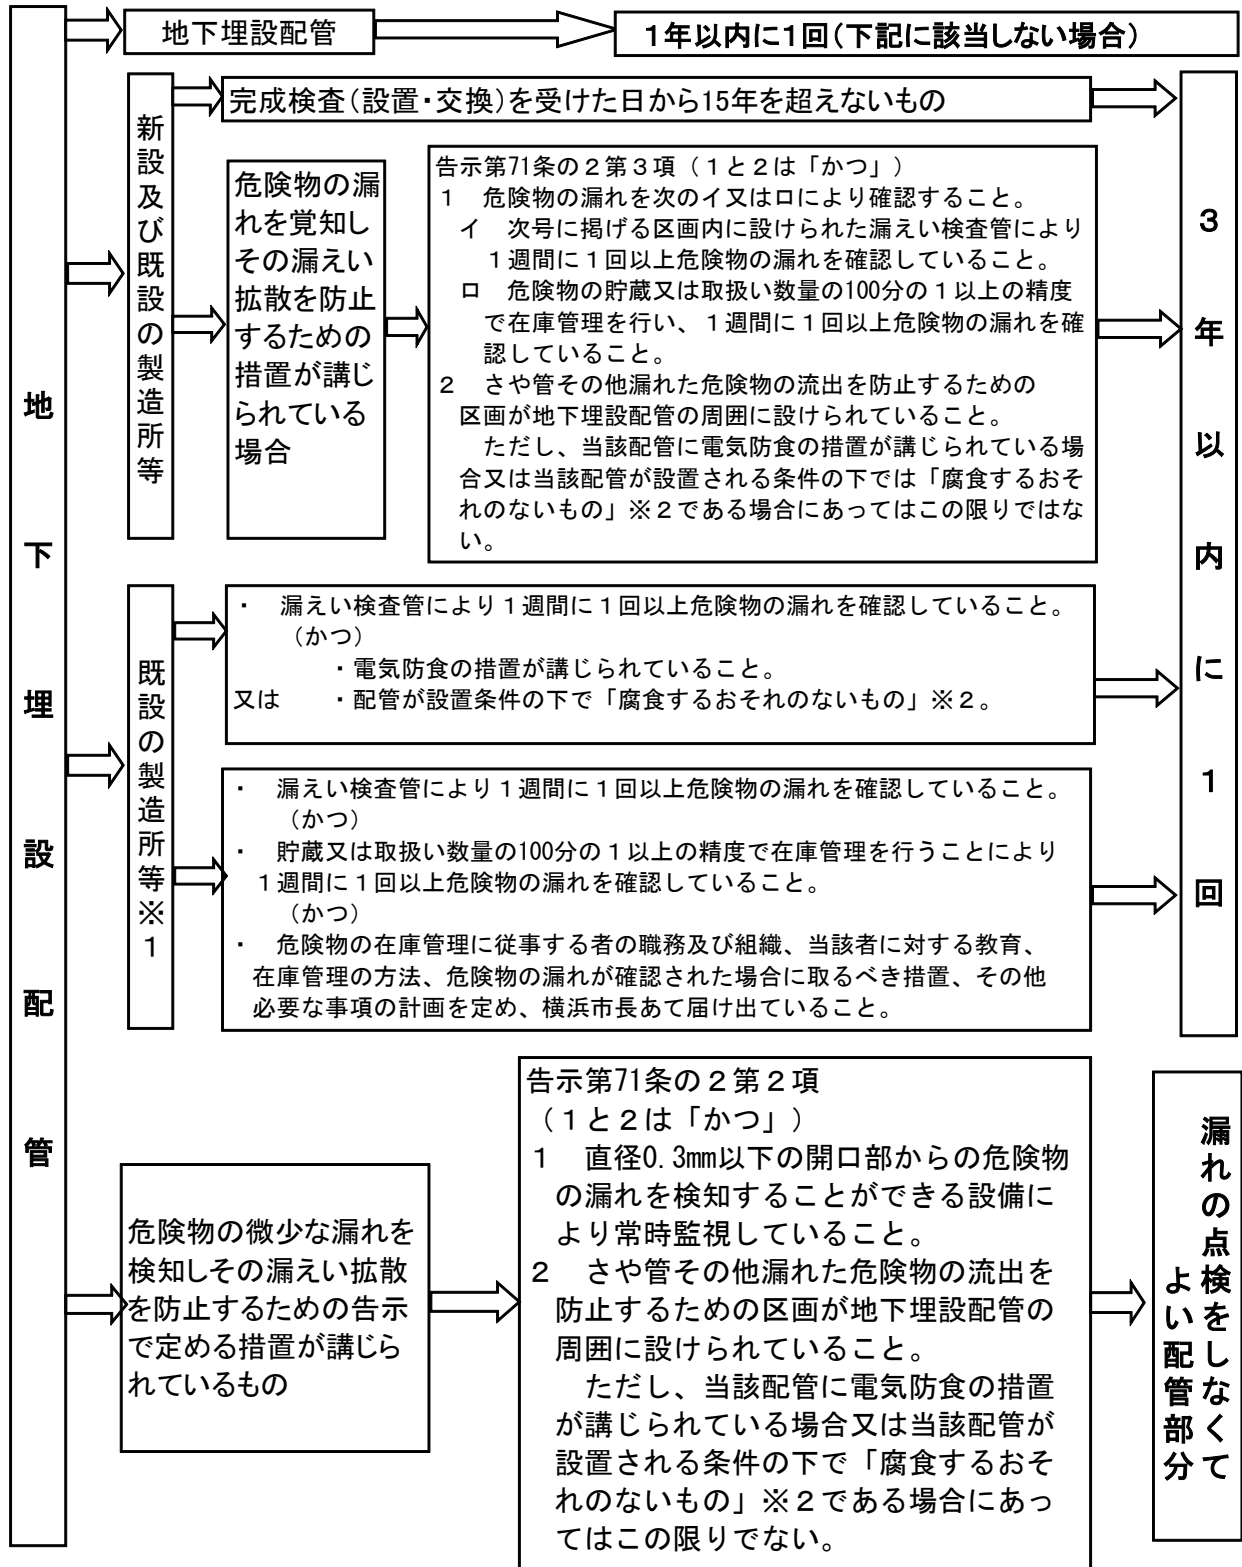 地下埋設配管
地下埋設配管
1年以内に1回（下記に該当しない場合）
新設及び既設の製造所等
完成検査（設置・交換）を受けた日から15年を超えないもの
危険物の漏
れを覚知し
その漏えい
拡散を防止
するための
措置が講じ
られている
場合
告示第71条の２第３項（１と２は「かつ」）
１　危険物の漏れを次のイ又はロにより確認すること。
イ　次号に掲げる区画内に設けられた漏えい検査管により
１週間に１回以上危険物の漏れを確認していること。
ロ　危険物の貯蔵又は取扱い数量の100分の１以上の精度
で在庫管理を行い、１週間に１回以上危険物の漏れを確
認していること。
２　さや管その他漏れた危険物の流出を防止するための
区画が地下埋設配管の周囲に設けられていること。
ただし、当該配管に電気防食の措置が講じられている場
合又は当該配管が設置される条件の下では「腐食するおそ
れのないもの」※２である場合にあってはこの限りではな
い。
3年以内に1回
既設の製造所等※1
・　漏えい検査管により１週間に１回以上危険物の漏れを確認していること。
（かつ）
・電気防食の措置が講じられていること。
又は　・配管が設置条件の下で「腐食するおそれのないもの」※２。
・　漏えい検査管により１週間に１回以上危険物の漏れを確認していること。
（かつ）
・　貯蔵又は取扱い数量の100分の１以上の精度で在庫管理を行うことにより
１週間に１回以上危険物の漏れを確認していること。
（かつ）
・　危険物の在庫管理に従事する者の職務及び組織、当該者に対する教育、
在庫管理の方法、危険物の漏れが確認された場合に取るべき措置、その他
必要な事項の計画を定め、横浜市長あて届け出ていること。
危険物の微少な漏れを
検知しその漏えい拡散
を防止するための告示
で定める措置が講じら
れているもの
告示第71条の２第２項
（１と２は「かつ」）
１　直径0.3mm以下の開口部からの危険物
の漏れを検知することができる設備に
より常時監視していること。
２　さや管その他漏れた危険物の流出を
防止するための区画が地下埋設配管の
周囲に設けられていること。
ただし、当該配管に電気防食の措置
が講じられている場合又は当該配管が
設置される条件の下で「腐食するおそ
れのないもの」※２である場合にあっ
てはこの限りでない。
漏れの点検をしなくて
よい配管部分